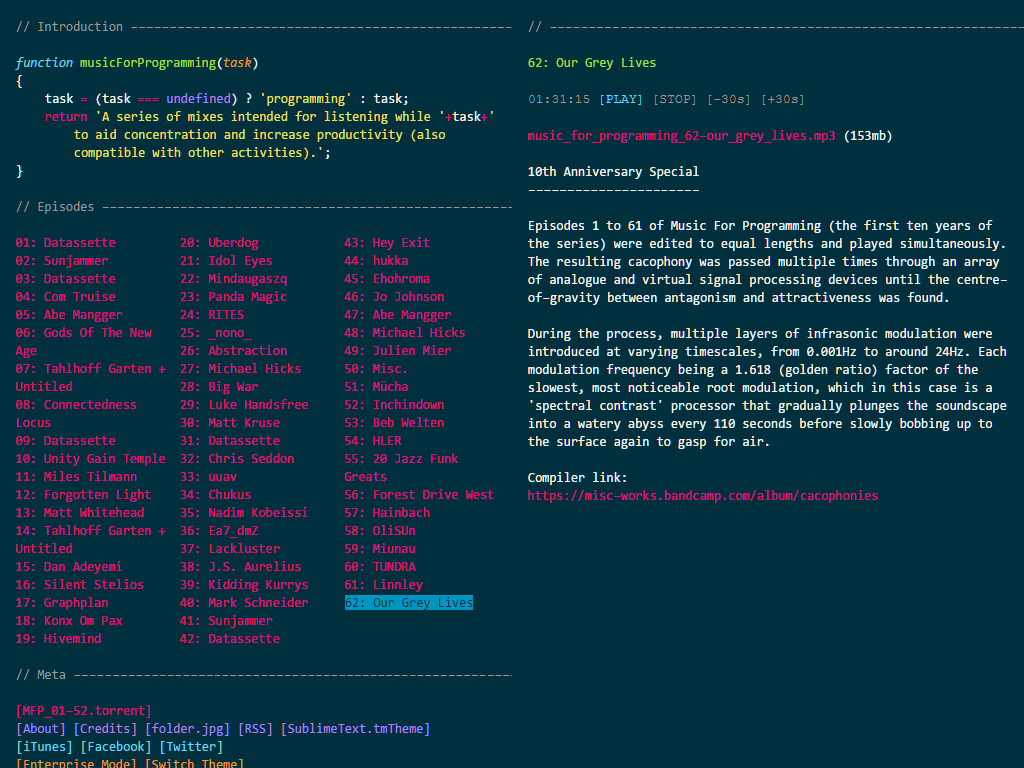 // Introduction -----------------------------------------------------
function musicForProgramming(task)
{
    task = (task === undefined) ? 'programming' : task;
    return 'A series of mixes intended for listening while '+task+'
        to aid concentration and increase productivity (also
        compatible with other activities).';
}
// Episodes ---------------------------------------------------------
01: Datassette
02: Sunjammer
03: Datassette
04: Com Truise
05: Abe Mangger
06: Gods Of The New
Age
07: Tahlhoff Garten +
Untitled
08: Connectedness
Locus
09: Datassette
10: Unity Gain Temple
11: Miles Tilmann
12: Forgotten Light
13: Matt Whitehead
14: Tahlhoff Garten +
Untitled
15: Dan Adeyemi
16: Silent Stelios
17: Graphplan
18: Konx Om Pax
19: Hivemind
20: Uberdog
21: Idol Eyes
22: Mindaugaszq
23: Panda Magic
24: RITES
25: _nono_
26: Abstraction
27: Michael Hicks
28: Big War
29: Luke Handsfree
30: Matt Kruse
31: Datassette
32: Chris Seddon
33: uuav
34: Chukus
35: Nadim Kobeissi
36: Ea7_dmZ
37: Lackluster
38: J.S. Aurelius
39: Kidding Kurrys
40: Mark Schneider
41: Sunjammer
42: Datassette
43: Hey Exit
44: hukka
45: Ehohroma
46: Jo Johnson
47: Abe Mangger
48: Michael Hicks
49: Julien Mier
50: Misc.
51: Mücha
52: Inchindown
53: Beb Welten
54: HLER
55: 20 Jazz Funk
Greats
56: Forest Drive West
57: Hainbach
58: OliSUn
59: Miunau
60: TUNDRA
61: Linnley
62: Our Grey Lives
// Meta -------------------------------------------------------------
[MFP_01-52.torrent]
[About] [Credits] [folder.jpg] [RSS] [SublimeText.tmTheme]
[iTunes] [Facebook] [Twitter]
[Enterprise Mode] [Switch Theme]
// ------------------------------------------------------------------
62: Our Grey Lives
01:31:15 [PLAY] [STOP] [-30s] [+30s]
music_for_programming_62-our_grey_lives.mp3 (153mb)
10th Anniversary Special
------------------------
Episodes 1 to 61 of Music For Programming (the first ten years of
the series) were edited to equal lengths and played simultaneously.
The resulting cacophony was passed multiple times through an array
of analogue and virtual signal processing devices until the centre-
of-gravity between antagonism and attractiveness was found.
During the process, multiple layers of infrasonic modulation were
introduced at varying timescales, from 0.001Hz to around 24Hz. Each
modulation frequency being a 1.618 (golden ratio) factor of the
slowest, most noticeable root modulation, which in this case is a
'spectral contrast' processor that gradually plunges the soundscape
into a watery abyss every 110 seconds before slowly bobbing up to
the surface again to gasp for air.
Compiler link:
https://misc-works.bandcamp.com/album/cacophonies